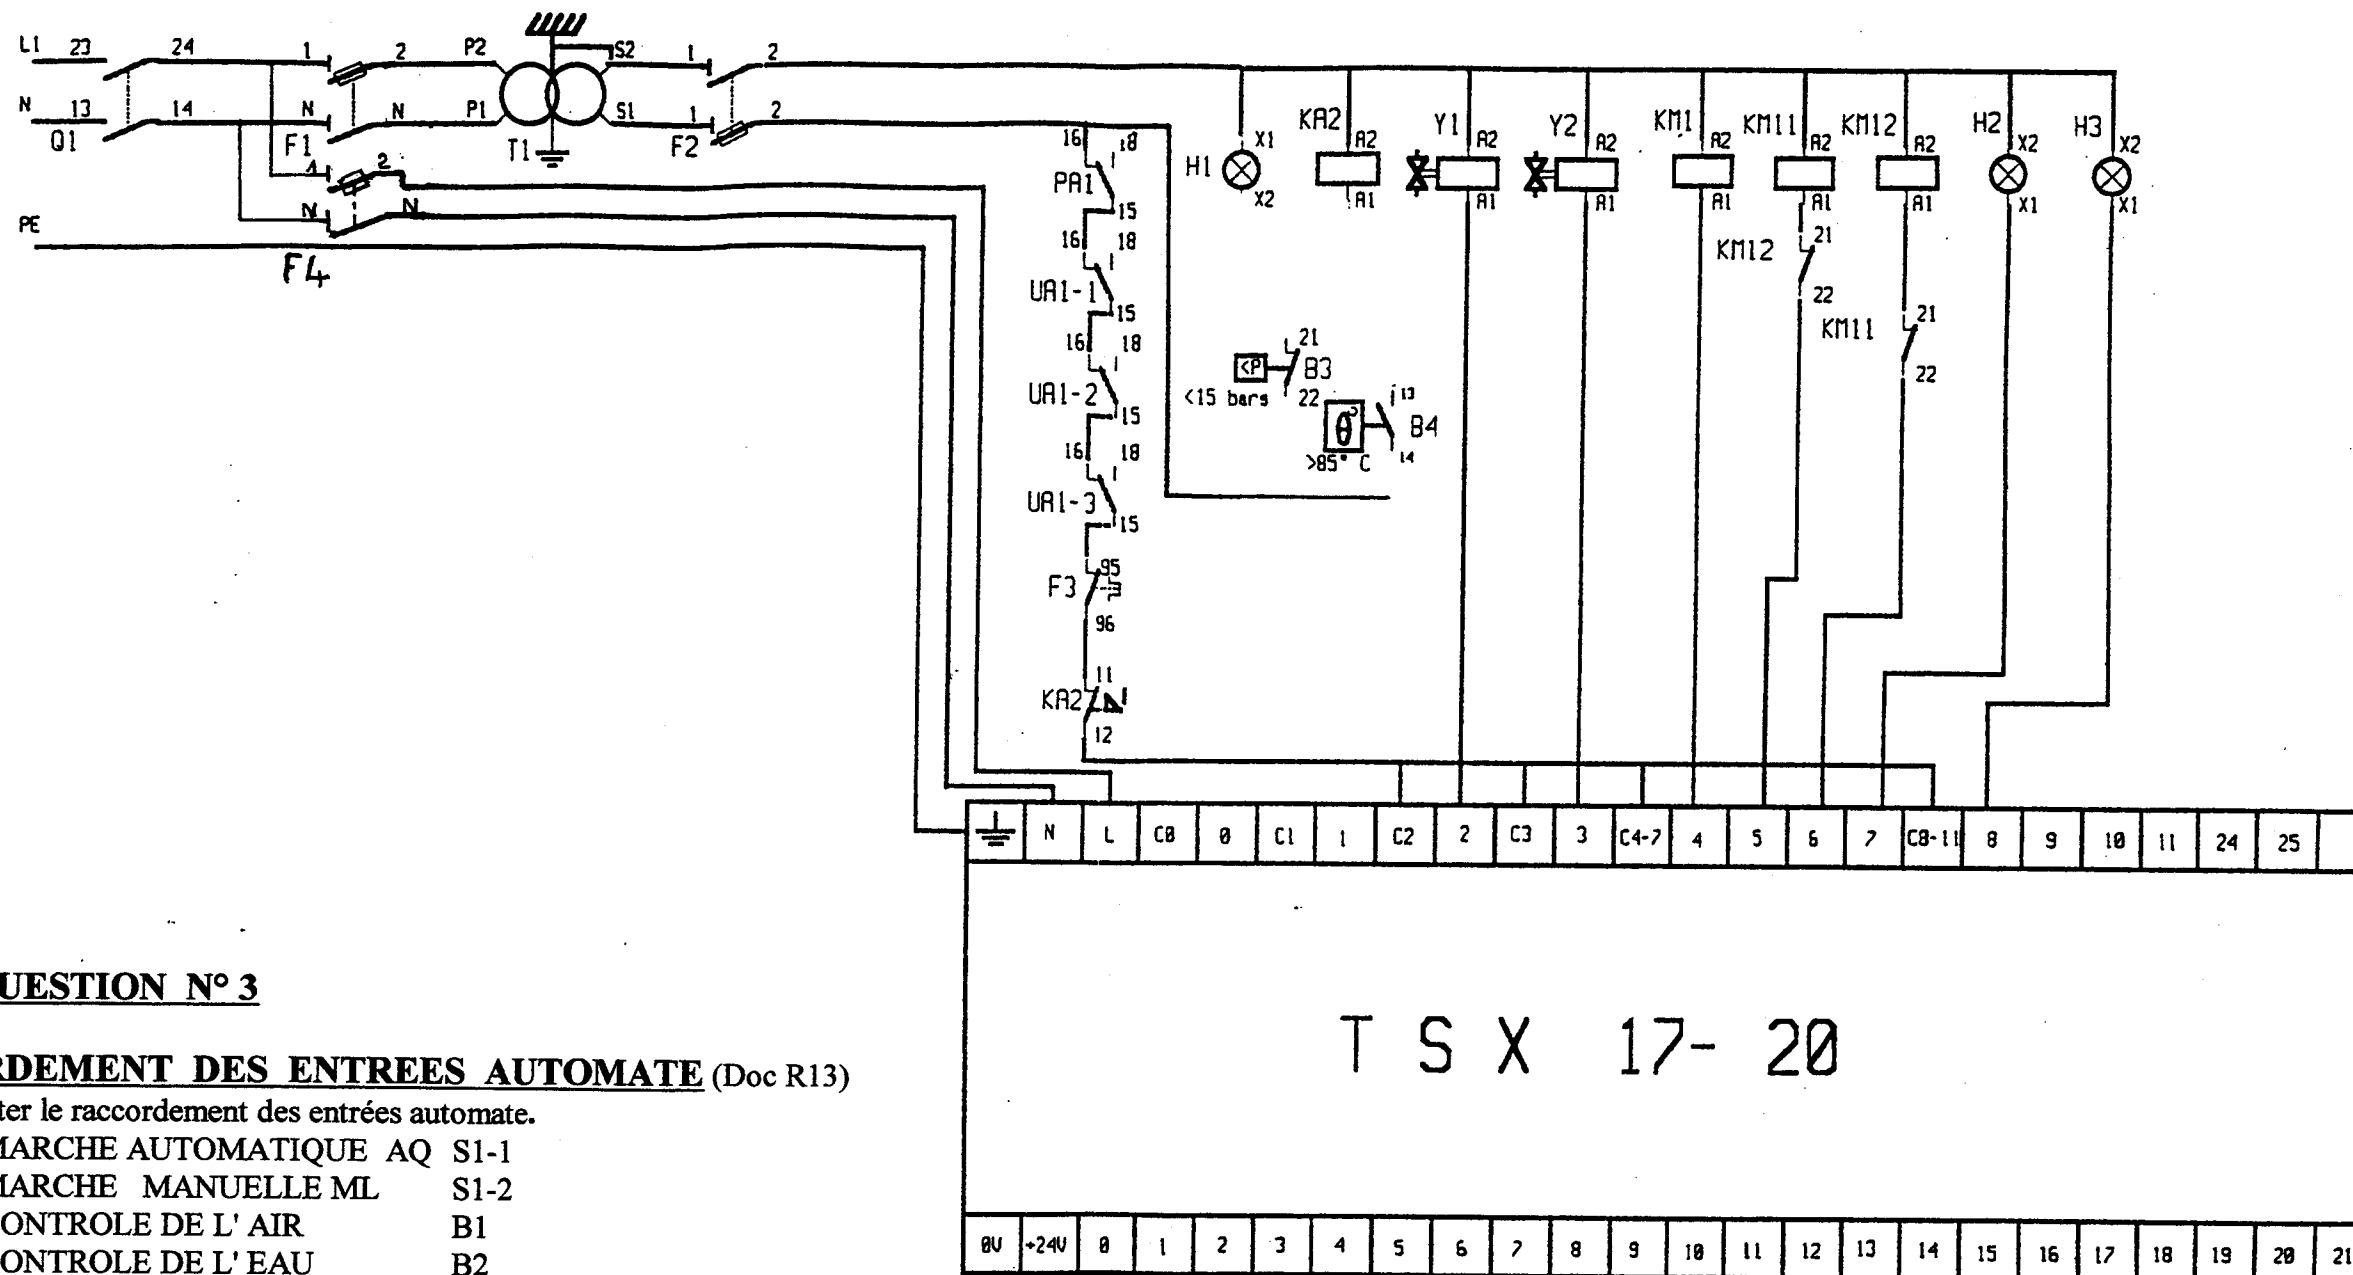 L1 23 24 1 2 P2 S2 1 2
N 13 14 N N P1 S1 1 2
Q1 F1 T1 F2
1 2
N N
PE
F4
H1 X1 X2
KA2 A2 A1
Y1 A2 A1
Y2 A2 A1
KM1 A2 A1
KM11 A2 A1
KM12 A2 A1
H2 X2 X1
H3 X2 X1
16 18
PA1
15
16 18
UA1-1
15
16 18
UA1-2
15
16 18
UA1-3
15
F3 95
96
11
KA2
12
KM12 21
22
KM11 21
22
<P 21 B3
<15 bars 22
θ 13 B4
>85° C 14
N L C0 0 C1 1 C2 2 C3 3 C4-7 4 5 6 7 C8-11 8 9 10 11 24 25
TSX 17-20
0V +24V 0 1 2 3 4 5 6 7 8 9 10 11 12 13 14 15 16 17 18 19 20 21
UESTION N° 3
RDEMENT DES ENTREES AUTOMATE (Doc R13)
ter le raccordement des entrées automate.
MARCHE AUTOMATIQUE AQ S1-1
MARCHE MANUELLE ML S1-2
ONTROLE DE L' AIR B1
ONTROLE DE L' EAU B2